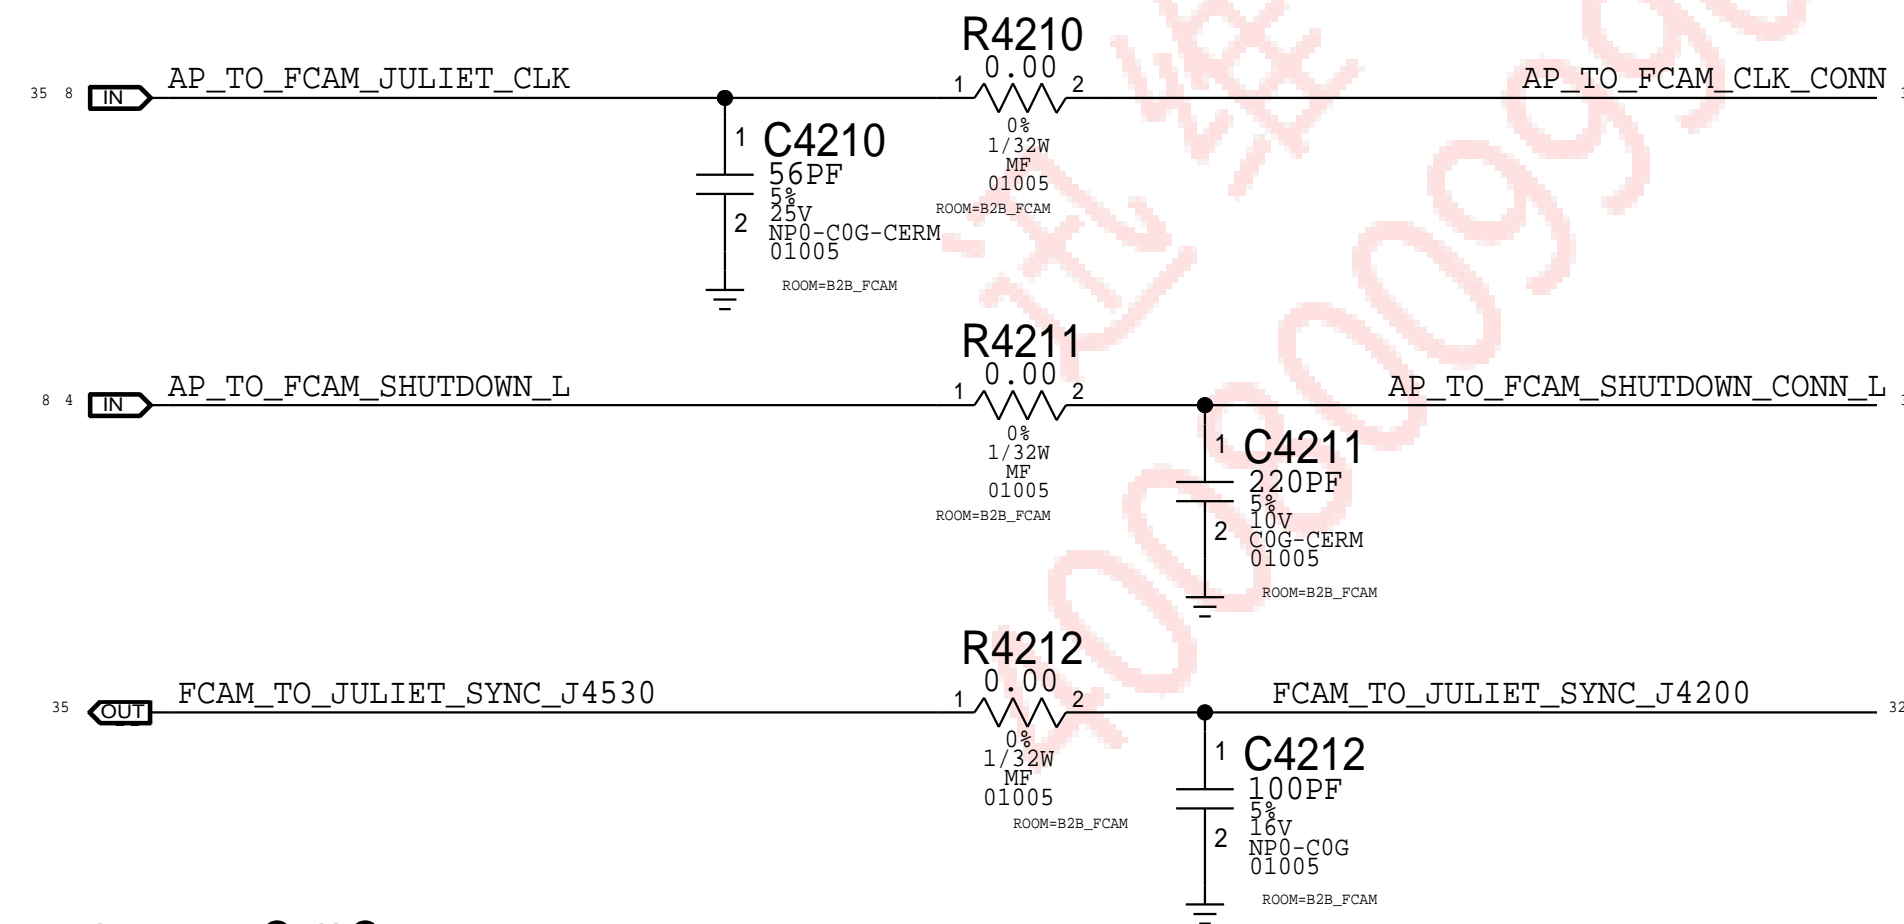 R4210
35 8 IN AP_TO_FCAM_JULIET_CLK 1 0.00 2 AP_TO_FCAM_CLK_CONN
0%
1/32W
MF
01005
ROOM=B2B_FCAM
1 C4210
56PF
5%
25V
2 NP0-C0G-CERM
01005
ROOM=B2B_FCAM
R4211
8 4 IN AP_TO_FCAM_SHUTDOWN_L 1 0.00 2 AP_TO_FCAM_SHUTDOWN_CONN_L
0%
1/32W
MF
01005
ROOM=B2B_FCAM
1 C4211
220PF
5%
10V
2 C0G-CERM
01005
ROOM=B2B_FCAM
R4212
35 OUT FCAM_TO_JULIET_SYNC_J4530 1 0.00 2 FCAM_TO_JULIET_SYNC_J4200 32
0%
1/32W
MF
01005
ROOM=B2B_FCAM
1 C4212
100PF
5%
16V
2 NP0-C0G
01005
ROOM=B2B_FCAM